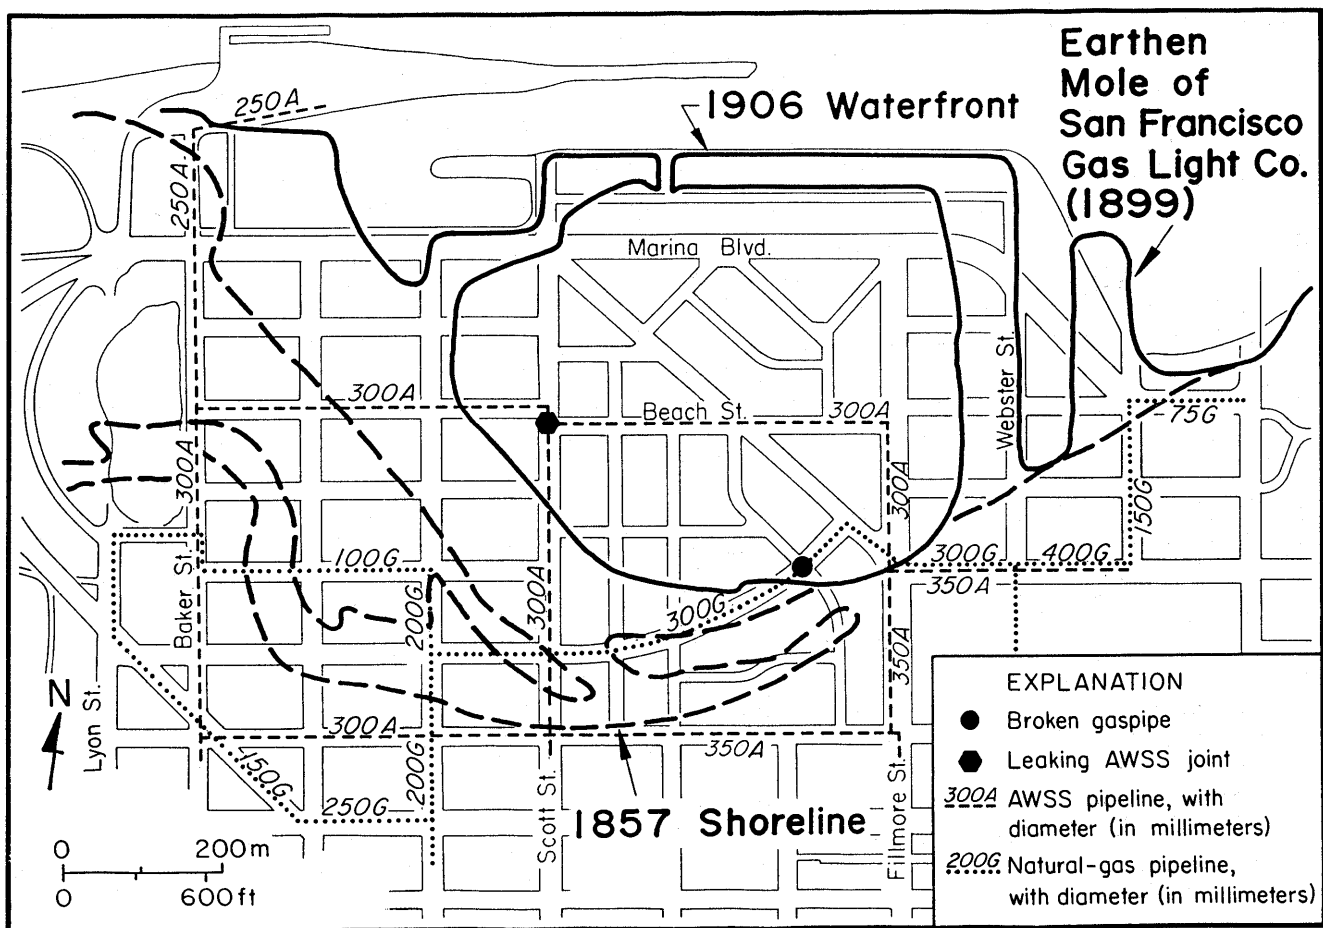 Earthen
Mole of
San Francisco
Gas Light Co.
(1899)
1906 Waterfront
250A
250A
Marina Blvd.
Webster St.
300A
Beach St.
300A
75G
300A
300A
150G
100G
300A
300G
400G
350A
Baker St.
200G
300G
350A
N
Lyon St.
300A
350A
200G
150G
250G
Scott St.
1857 Shoreline
Fillmore St.
0 200m
0 600ft
EXPLANATION
Broken gaspipe
Leaking AWSS joint
300A AWSS pipeline, with
diameter (in millimeters)
200G Natural-gas pipeline,
with diameter (in millimeters)